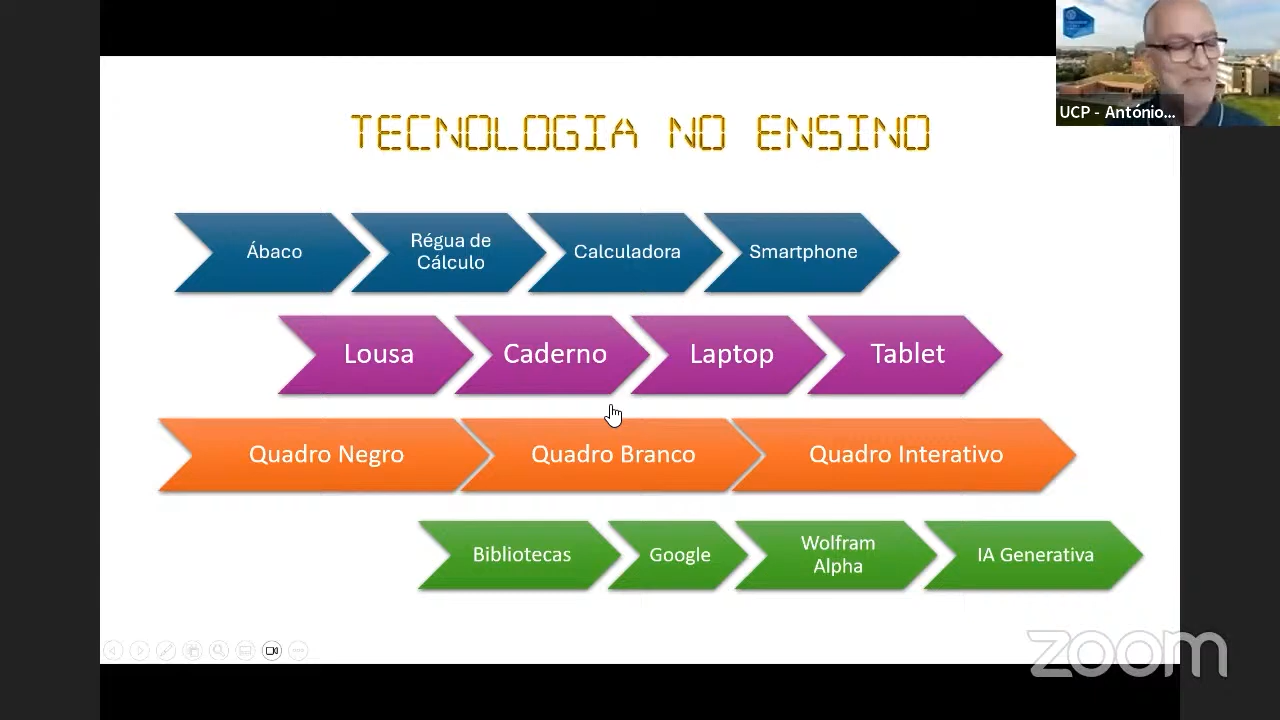 UCP - António...
TECNOLOGIA NO ENSINO
Ábaco
Régua de
Cálculo
Calculadora
Smartphone
Lousa
Caderno
Laptop
Tablet
Quadro Negro
Quadro Branco
Quadro Interativo
Bibliotecas
Google
Wolfram
Alpha
IA Generativa
zoom